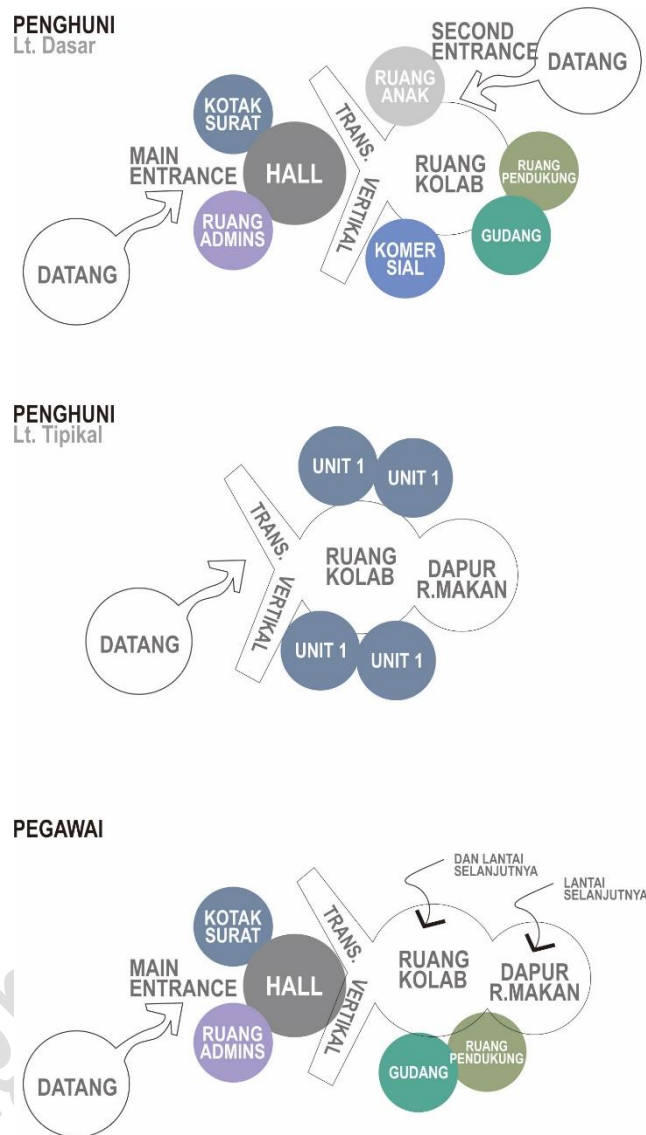 PENGHUNI
Lt. Dasar
SECOND
ENTRANCE
DATANG
RUANG
ANAK
KOTAK
SURAT
TRANS.
MAIN
ENTRANCE
HALL
RUANG
KOLAB
RUANG
PENDUKUNG
VERTIKAL
RUANG
ADMINS
GUDANG
KOMER
SIAL
DATANG
PENGHUNI
Lt. Tipikal
UNIT 1
UNIT 1
TRANS.
RUANG
KOLAB
DAPUR
R.MAKAN
VERTIKAL
DATANG
UNIT 1
UNIT 1
PEGAWAI
DAN LANTAI
SELANJUTNYA
LANTAI
SELANJUTNYA
KOTAK
SURAT
TRANS.
MAIN
ENTRANCE
HALL
RUANG
KOLAB
DAPUR
R.MAKAN
VERTIKAL
RUANG
ADMINS
GUDANG
RUANG
PENDUKUNG
DATANG